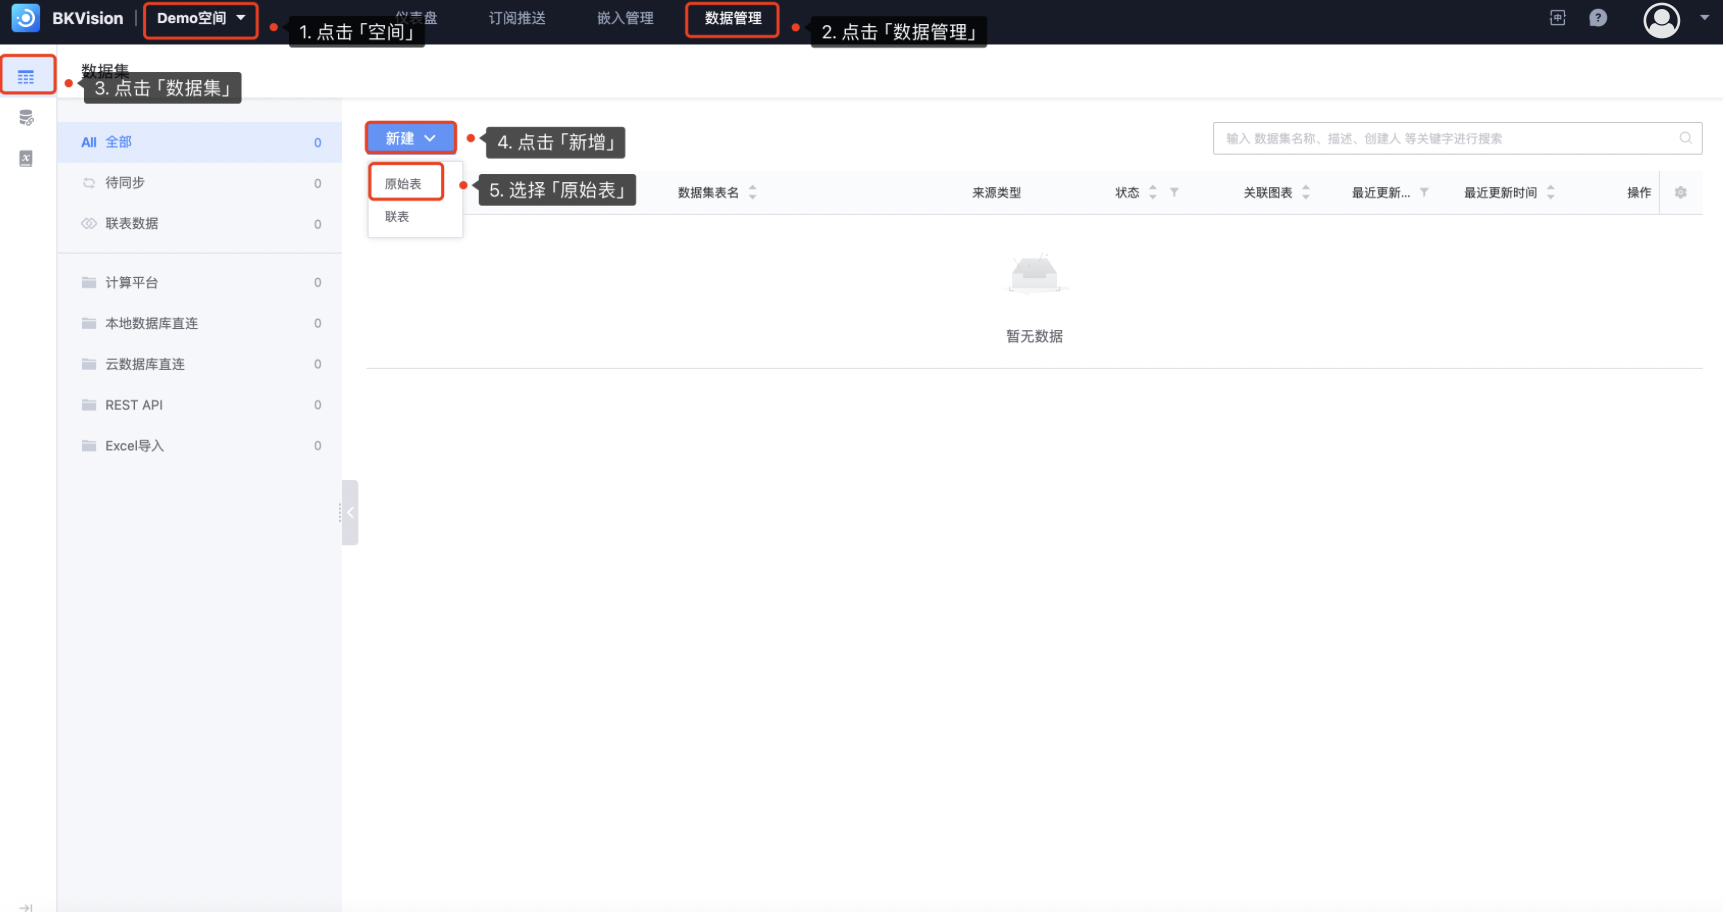 BKVision
Demo空间
仪表盘
订阅推送
嵌入管理
数据管理
1. 点击「空间」
2. 点击「数据管理」
数据集
3. 点击「数据集」
All 全部 0
待同步 0
联表数据 0
计算平台 0
本地数据库直连 0
云数据库直连 0
REST API 0
Excel导入 0
新建
4. 点击「新增」
输入 数据集名称、描述、创建人 等关键字进行搜索
原始表
5. 选择「原始表」
联表
数据集表名
来源类型
状态
关联图表
最近更新...
最近更新时间
操作
暂无数据